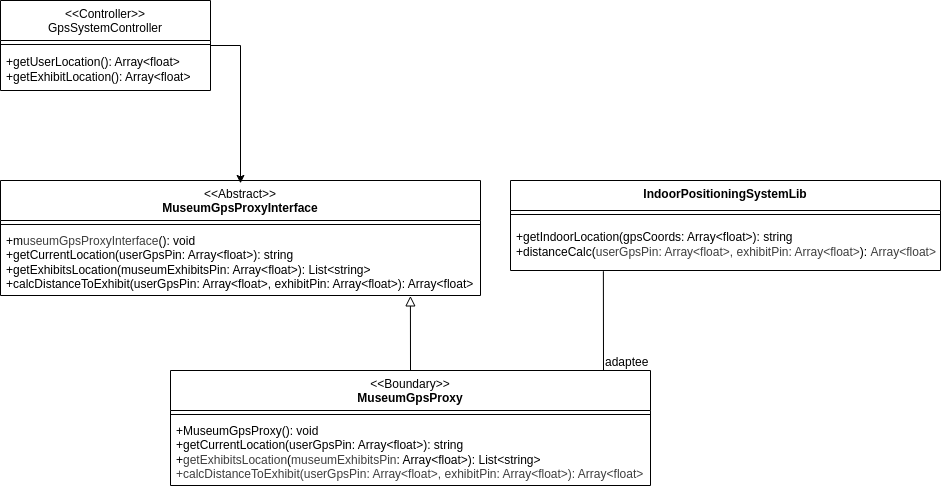 <<Controller>>
GpsSystemController
+getUserLocation(): Array<float>
+getExhibitLocation(): Array<float>
<<Abstract>>
MuseumGpsProxyInterface
+museumGpsProxyInterface(): void
+getCurrentLocation(userGpsPin: Array<float>): string
+getExhibitsLocation(museumExhibitsPin: Array<float>): List<string>
+calcDistanceToExhibit(userGpsPin: Array<float>, exhibitPin: Array<float>): Array<float>
IndoorPositioningSystemLib
+getIndoorLocation(gpsCoords: Array<float>): string
+distanceCalc(userGpsPin: Array<float>, exhibitPin: Array<float>): Array<float>
adaptee
<<Boundary>>
MuseumGpsProxy
+MuseumGpsProxy(): void
+getCurrentLocation(userGpsPin: Array<float>): string
+getExhibitsLocation(museumExhibitsPin: Array<float>): List<string>
+calcDistanceToExhibit(userGpsPin: Array<float>, exhibitPin: Array<float>): Array<float>